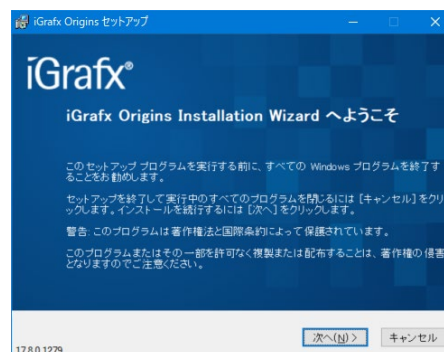 iGrafx Origins セットアップ
iGrafx®
iGrafx Origins Installation Wizard へようこそ
このセットアップ プログラムを実行する前に、すべての Windows プログラムを終了す
ることをお勧めします。
セットアップを終了して実行中のすべてのプログラムを閉じるには [キャンセル] をクリ
ックします。インストールを続行するには [次へ] をクリックします。
警告: このプログラムは著作権法と国際条約によって保護されています。
このプログラムまたはその一部を許可なく複製または配布することは、著作権の侵害
となりますのでご注意ください。
次へ(N) > キャンセル
17.8.0.1279